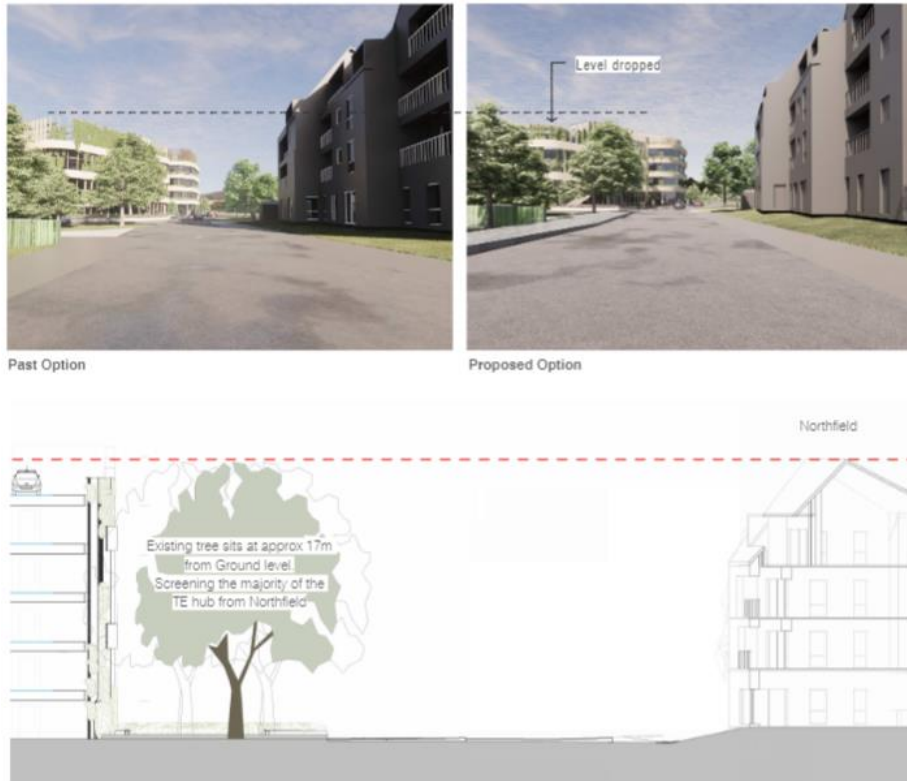 Level dropped
Past Option
Proposed Option
Northfield
Existing tree sits at approx 17m
from Ground level.
Screening the majority of the
TE hub from Northfield